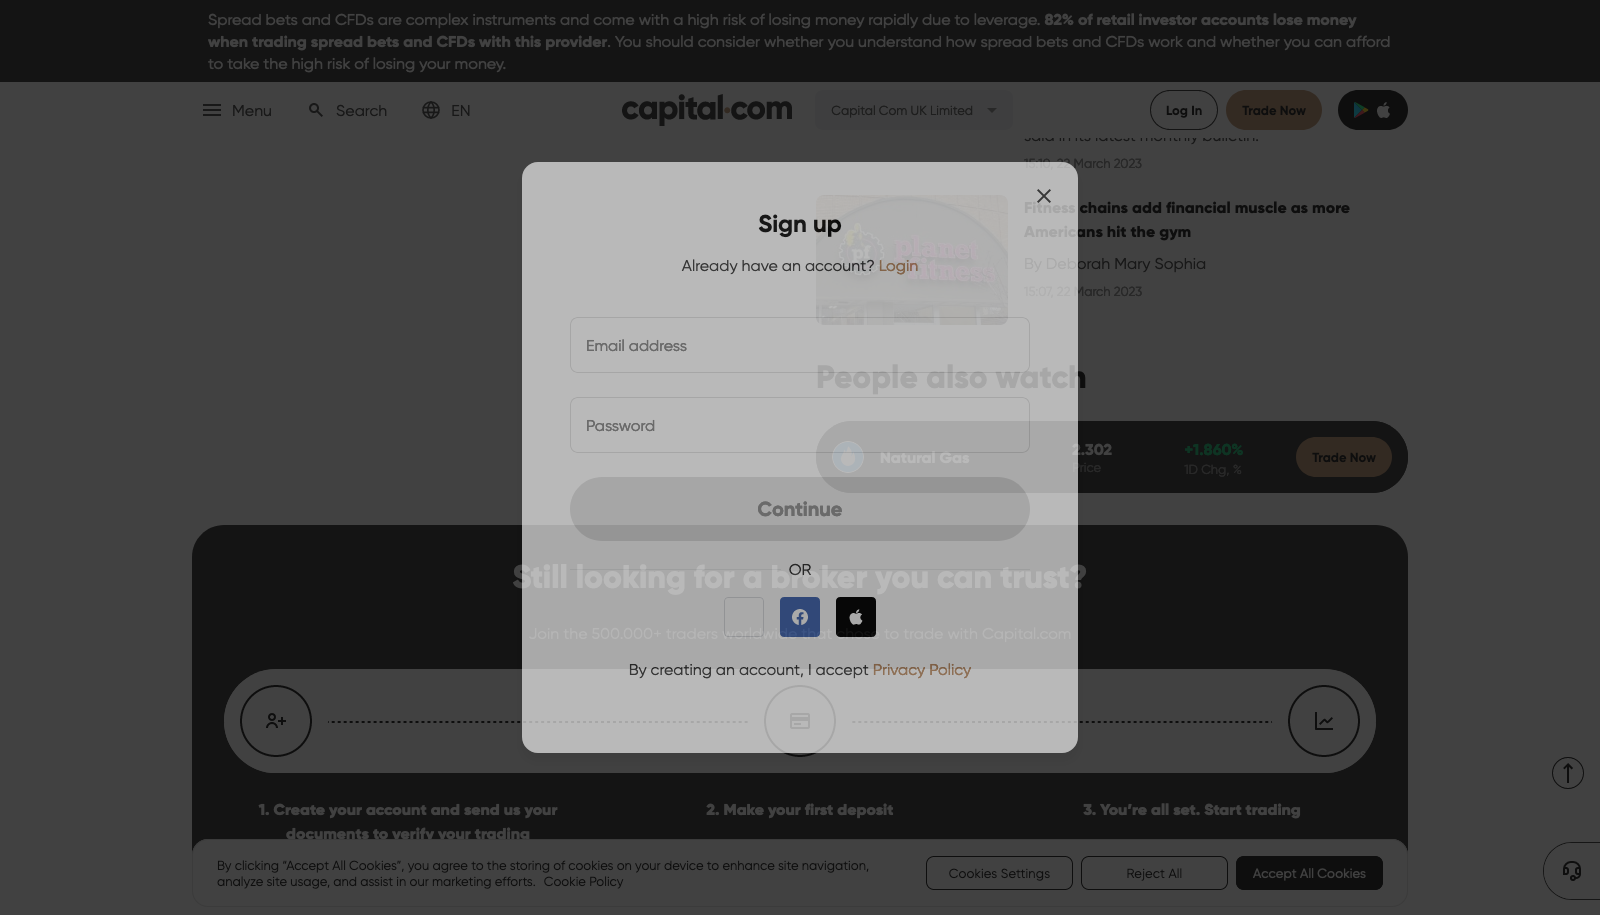 Spread bets and CFDs are complex instruments and come with a high risk of losing money rapidly due to leverage. 82% of retail investor accounts lose money
when trading spread bets and CFDs with this provider. You should consider whether you understand how spread bets and CFDs work and whether you can afford
to take the high risk of losing your money.
Menu
Search
EN
capital.com
Capital Com UK Limited
Log In
Trade Now
said in its latest monthly bulletin.
15:10, 22 March 2023
Sign up
Already have an account? Login
planet
fitness
Fitness chains add financial muscle as more
Americans hit the gym
By Deborah Mary Sophia
15:07, 22 March 2023
Email address
People also watch
Password
Natural Gas
2.302
Price
+1.860%
1D Chg, %
Trade Now
Continue
OR
Still looking for a broker you can trust?
Join the 500.000+ traders worldwide that chose to trade with Capital.com
By creating an account, I accept Privacy Policy
1. Create your account and send us your
documents to verify your trading
2. Make your first deposit
3. You're all set. Start trading
By clicking “Accept All Cookies”, you agree to the storing of cookies on your device to enhance site navigation,
analyze site usage, and assist in our marketing efforts. Cookie Policy
Cookies Settings
Reject All
Accept All Cookies